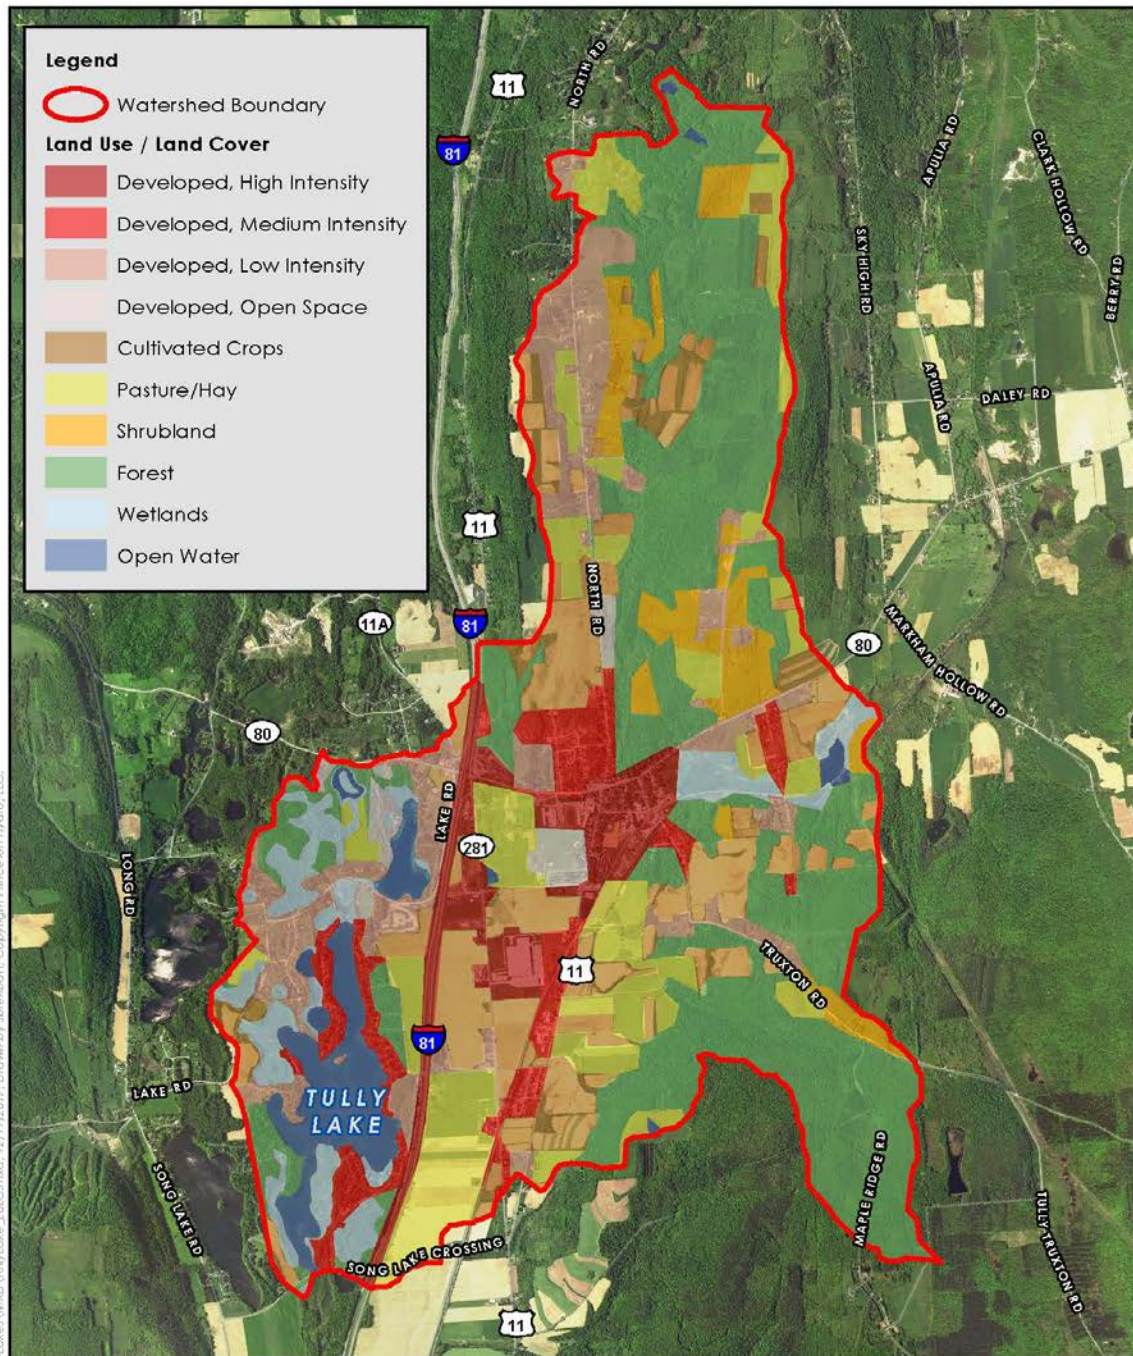 Legend
Watershed Boundary
Land Use / Land Cover
Developed, High Intensity
Developed, Medium Intensity
Developed, Low Intensity
Developed, Open Space
Cultivated Crops
Pasture/Hay
Shrubland
Forest
Wetlands
Open Water
11
NORTH RD
81
APULIA RD
CLARK HOLLOW RD
SKY HIGH RD
BERRY RD
APULIA RD
DALEY RD
11
NORTH RD
11A
81
80
MARKHAM HOLLOW RD
80
LAKE RD
281
LONG RD
11
TRUXTON RD
81
LAKE RD
TULLY
LAKE
SONG LAKE RD
MAPLE RIDGE RD
TULLY-TRUXTON RD
SONG LAKE CROSSING
11